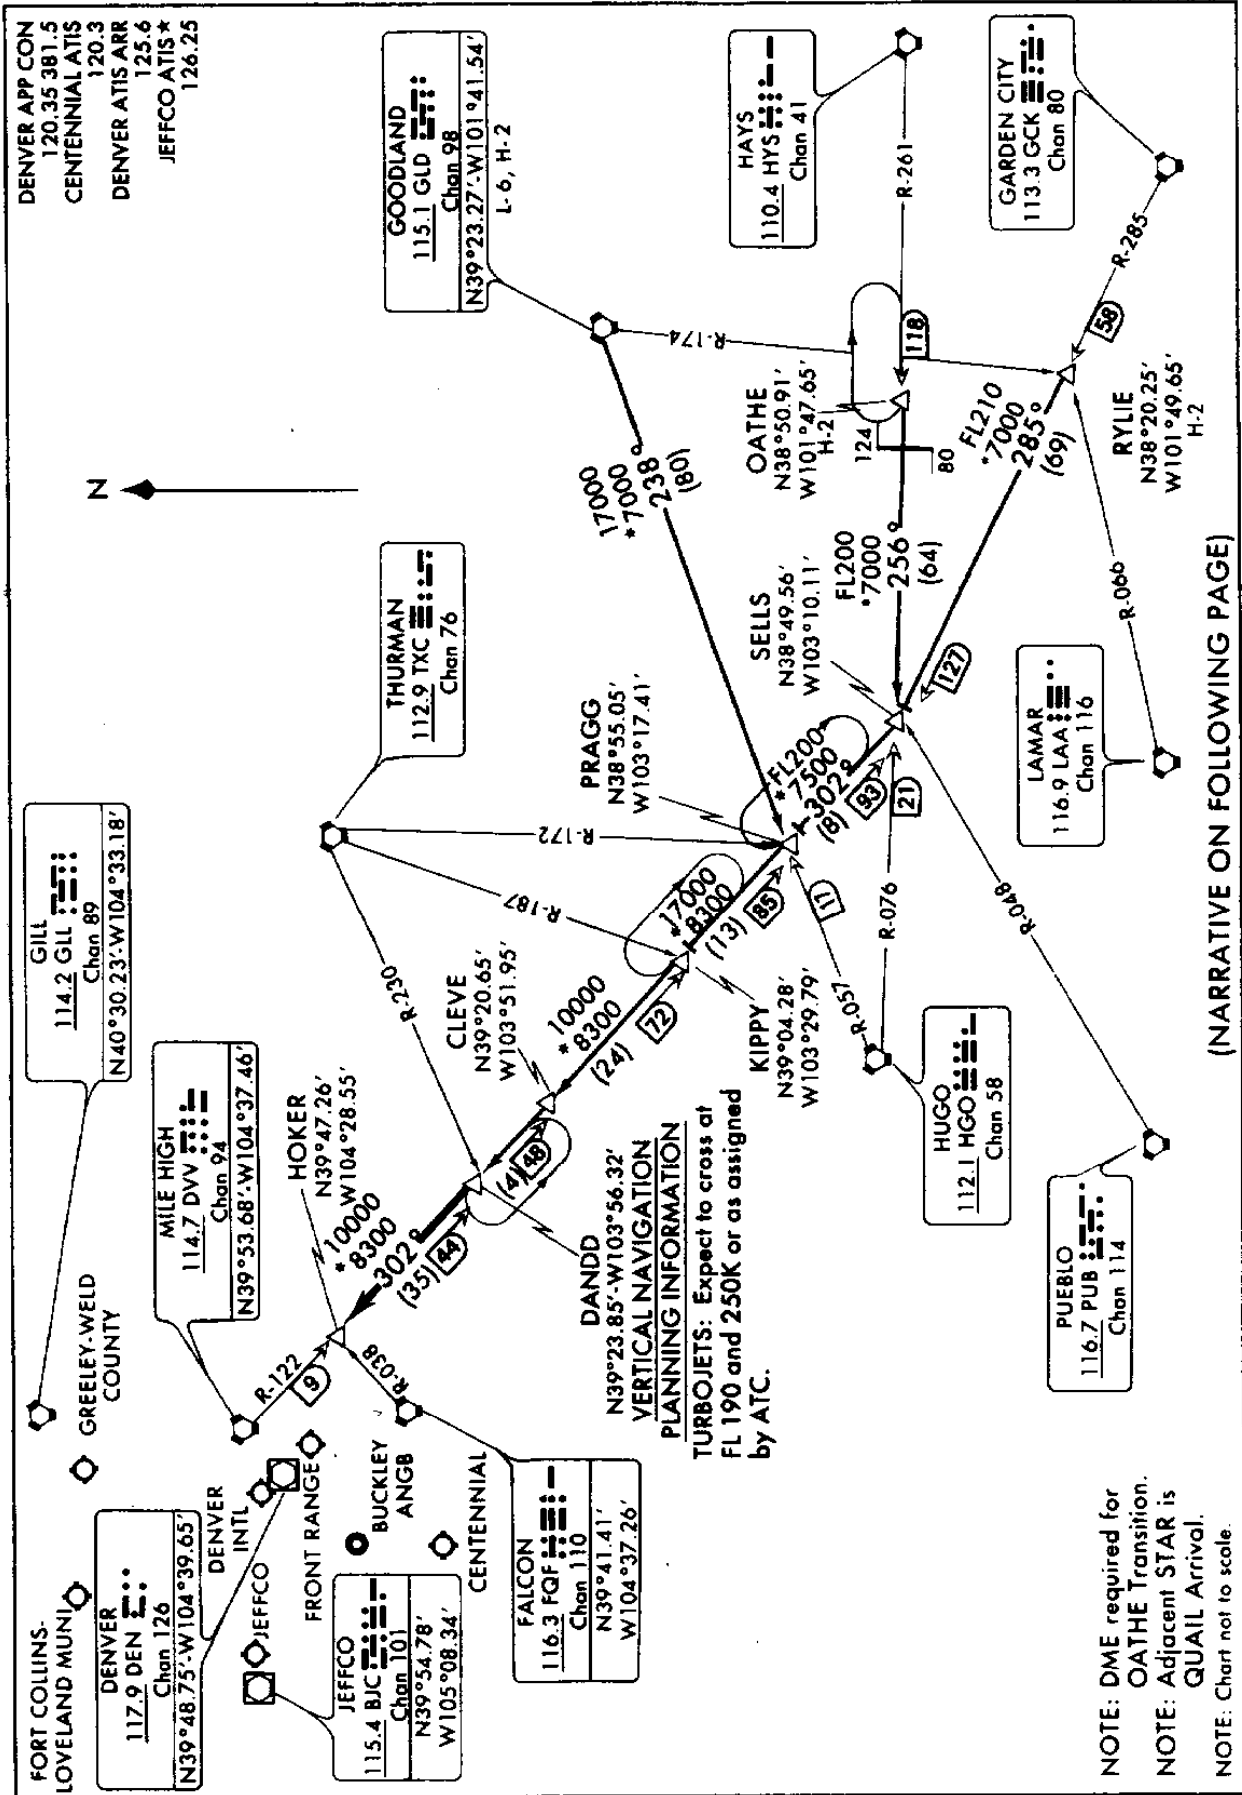 DENVER APP CON
120.35 381.5
CENTENNIAL ATIS
120.3
DENVER ATIS ARR
125.6
JEFFCO ATIS ★
126.25
FORT COLLINS-
LOVELAND MUNI
GREELEY-WELD
COUNTY
GILL
114.2 GLL
Chan 89
N40°30.23'-W104°33.18'
DENVER
117.9 DEN
Chan 126
N39°48.75'-W104°39.65'
MILE HIGH
114.7 DVV
Chan 94
N39°53.68'-W104°37.46'
DENVER
INTL
JEFFCO
FRONT RANGE
BUCKLEY
ANGB
CENTENNIAL
JEFFCO
115.4 BJC
Chan 101
N39°54.78'
W105°08.34'
FALCON
116.3 FQF
Chan 110
N39°41.41'
W104°37.26'
R-122
9
R-038
HOKER
N39°47.26'
W104°28.55'
10000
*8300
302°
(35)
44
DANDD
N39°23.85'-W103°56.32'
VERTICAL NAVIGATION
PLANNING INFORMATION
TURBOJETS: Expect to cross at
FL 190 and 250K or as assigned
by ATC.
(4)
48
CLEVE
N39°20.65'
W103°51.95'
10000
*8300
(24)
72
KIPPY
N39°04.28'
W103°29.79'
17000
*8300
(13)
85
THURMAN
112.9 TXC
Chan 76
R-230
R-187
R-172
N
PRAGG
N38°55.05'
W103°17.41'
FL200
*7500
302°
(8)
93
SELLS
N38°49.56'
W103°10.11'
GOODLAND
115.1 GLD
Chan 98
N39°23.27'-W101°41.54'
L-6, H-2
17000
*7000
238°
(80)
R-174
OATHE
N38°50.91'
W101°47.65'
H-2
124
80
118
FL200
*7000
256°
(64)
HAYS
110.4 HYS
Chan 41
R-261
GARDEN CITY
113.3 GCK
Chan 80
R-285
58
FL210
*7000
285°
(69)
127
RYLIE
N38°20.25'
W101°49.65'
H-2
LAMAR
116.9 LAA
Chan 116
R-066
HUGO
112.1 HGO
Chan 58
R-057
17
R-076
21
PUEBLO
116.7 PUB
Chan 114
R-048
NOTE: DME required for
OATHE Transition.
NOTE: Adjacent STAR is
QUAIL Arrival.
NOTE: Chart not to scale.
(NARRATIVE ON FOLLOWING PAGE)